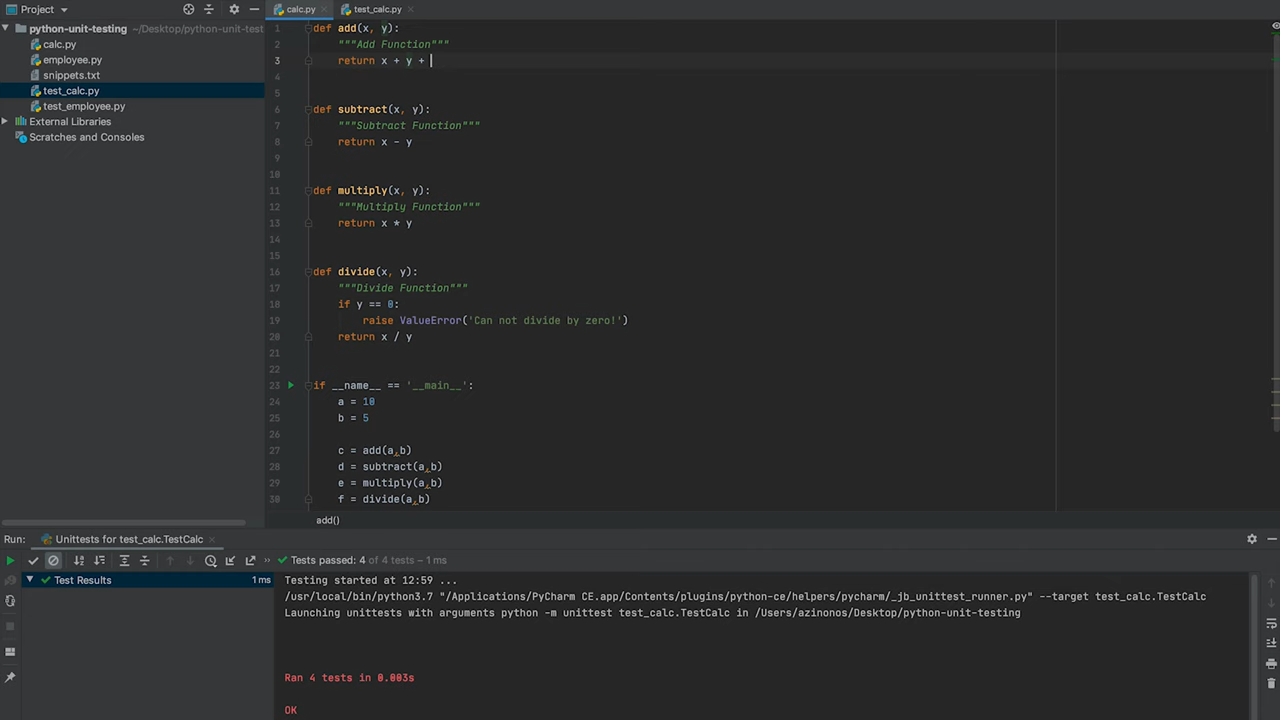 Project
calc.py
test_calc.py
python-unit-testing ~/Desktop/python-unit-test
calc.py
employee.py
snippets.txt
test_calc.py
test_employee.py
External Libraries
Scratches and Consoles
1 def add(x, y):
2 """Add Function"""
3 return x + y +
4
5
6 def subtract(x, y):
7 """Subtract Function"""
8 return x - y
9
10
11 def multiply(x, y):
12 """Multiply Function"""
13 return x * y
14
15
16 def divide(x, y):
17 """Divide Function"""
18 if y == 0:
19 raise ValueError('Can not divide by zero!')
20 return x / y
21
22
23 if __name__ == '__main__':
24 a = 10
25 b = 5
26
27 c = add(a,b)
28 d = subtract(a,b)
29 e = multiply(a,b)
30 f = divide(a,b)
add()
Run: Unittests for test_calc.TestCalc
Tests passed: 4 of 4 tests – 1 ms
Test Results 1 ms
Testing started at 12:59 ...
/usr/local/bin/python3.7 "/Applications/PyCharm CE.app/Contents/plugins/python-ce/helpers/pycharm/_jb_unittest_runner.py" --target test_calc.TestCalc
Launching unittests with arguments python -m unittest test_calc.TestCalc in /Users/azinonos/Desktop/python-unit-testing
Ran 4 tests in 0.003s
OK